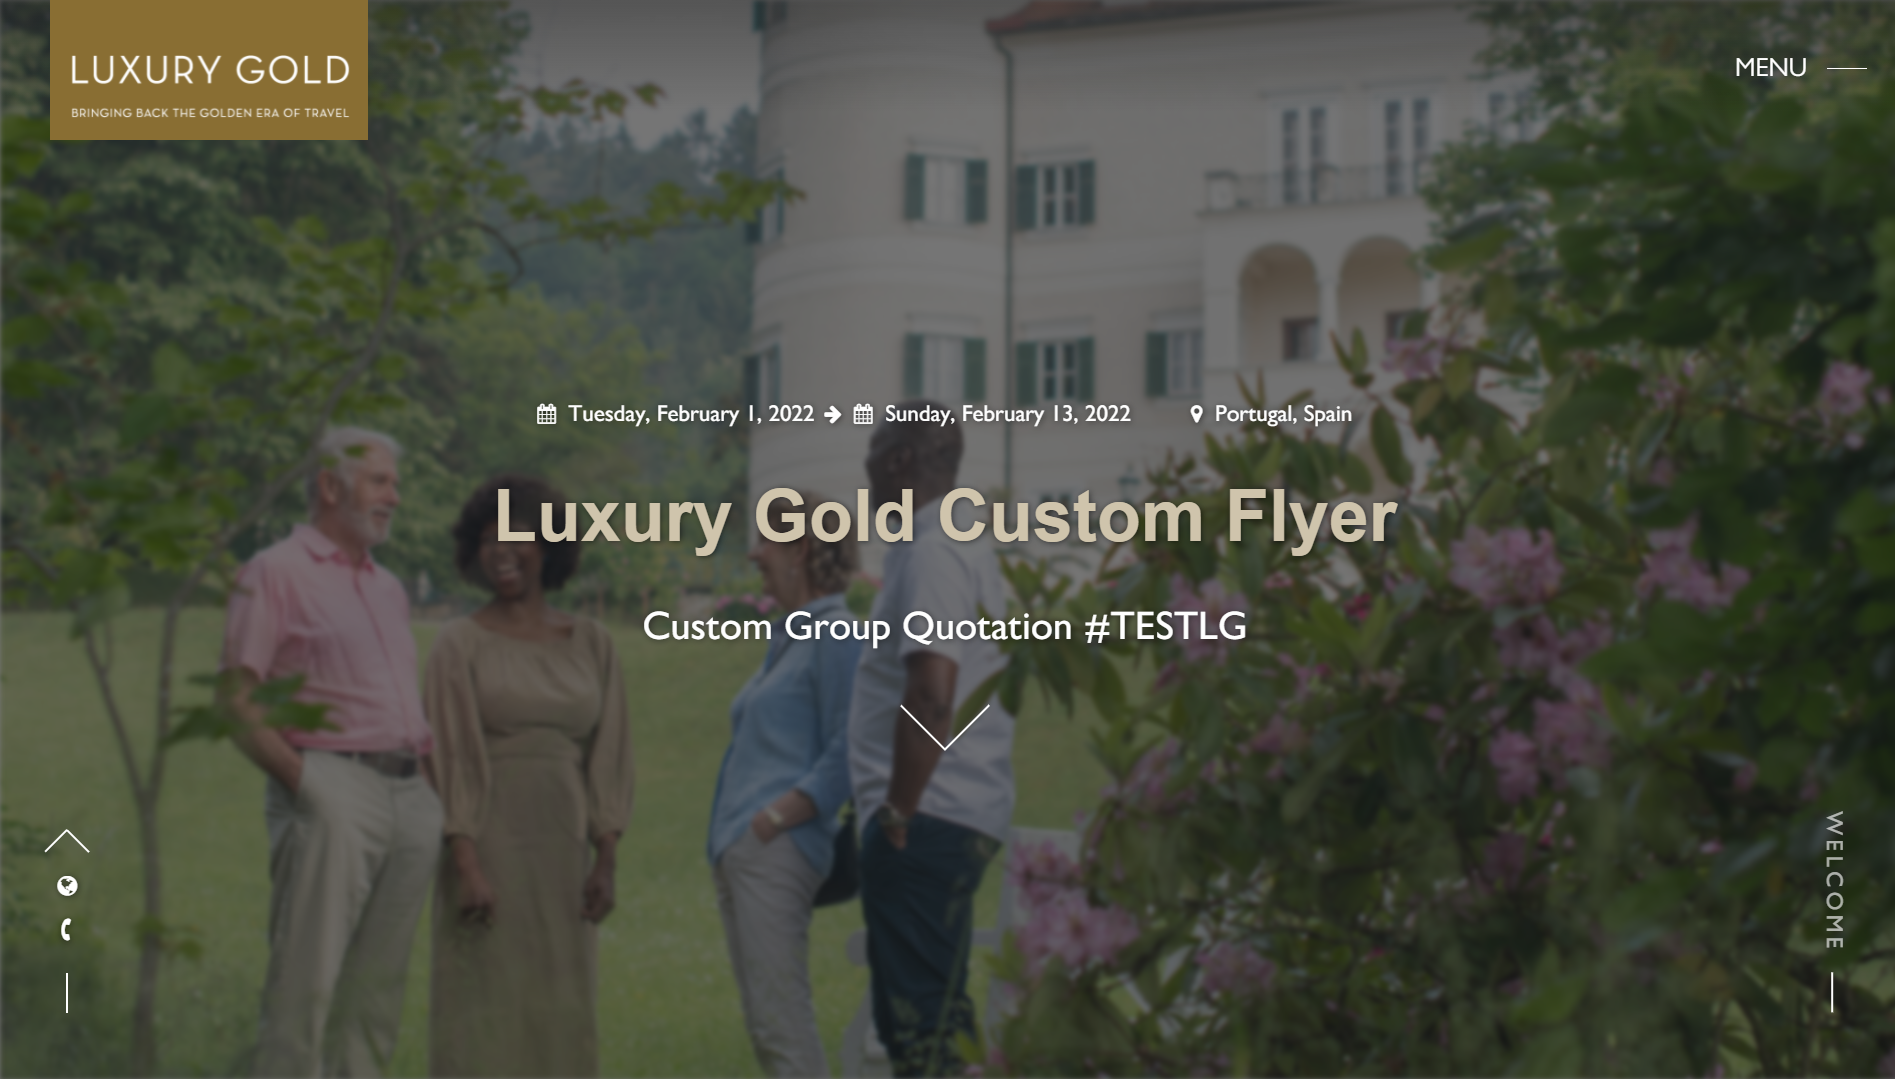 LUXURY GOLD
BRINGING BACK THE GOLDEN ERA OF TRAVEL
MENU
Tuesday, February 1, 2022 Sunday, February 13, 2022 Portugal, Spain
Luxury Gold Custom Flyer
Custom Group Quotation #TESTLG
WELCOME